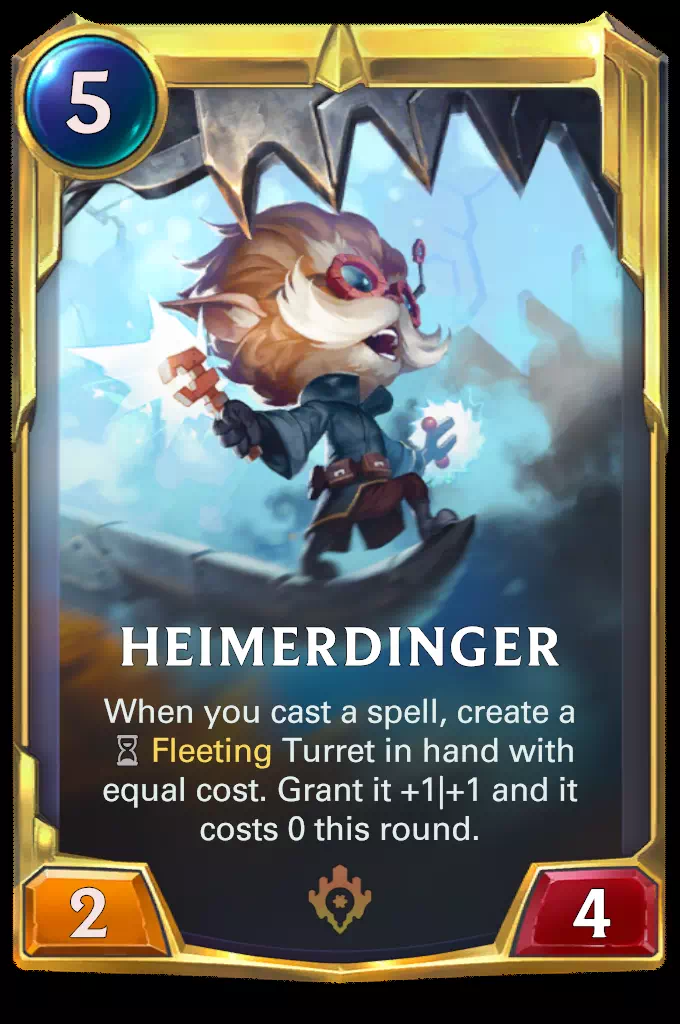 5
HEIMERDINGER
When you cast a spell, create a
Fleeting Turret in hand with
equal cost. Grant it +1|+1 and it
costs 0 this round.
2
4